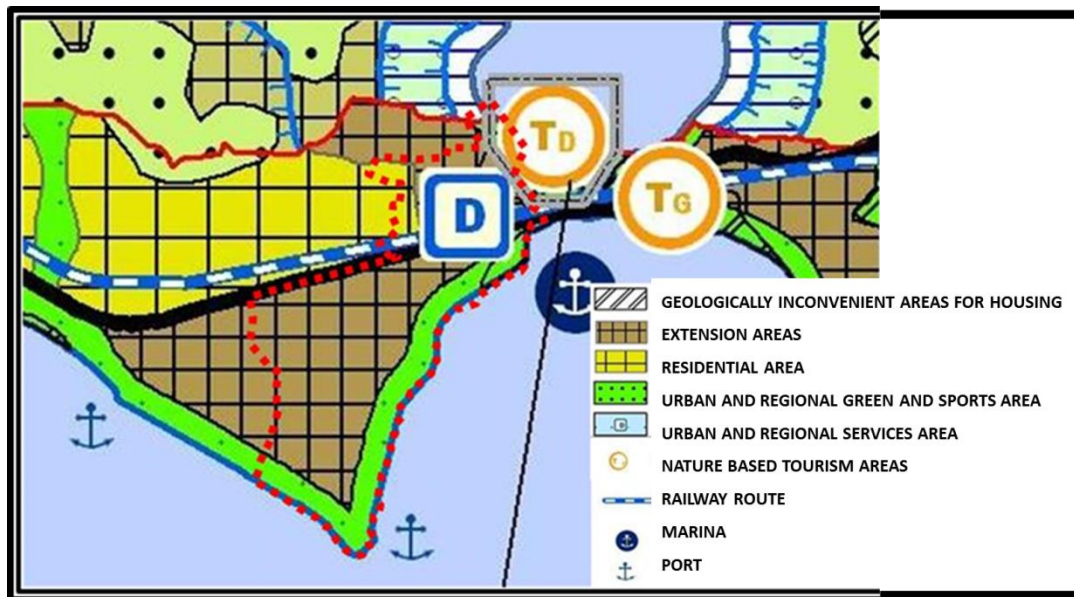 TD
TG
D
GEOLOGICALLY INCONVENIENT AREAS FOR HOUSING
EXTENSION AREAS
RESIDENTIAL AREA
URBAN AND REGIONAL GREEN AND SPORTS AREA
URBAN AND REGIONAL SERVICES AREA
NATURE BASED TOURISM AREAS
RAILWAY ROUTE
MARINA
PORT